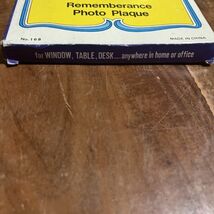 Rememberance
Photo Plaque
No. 168
MADE IN CHINA
for WINDOW, TABLE, DESK....anywhere in home or office